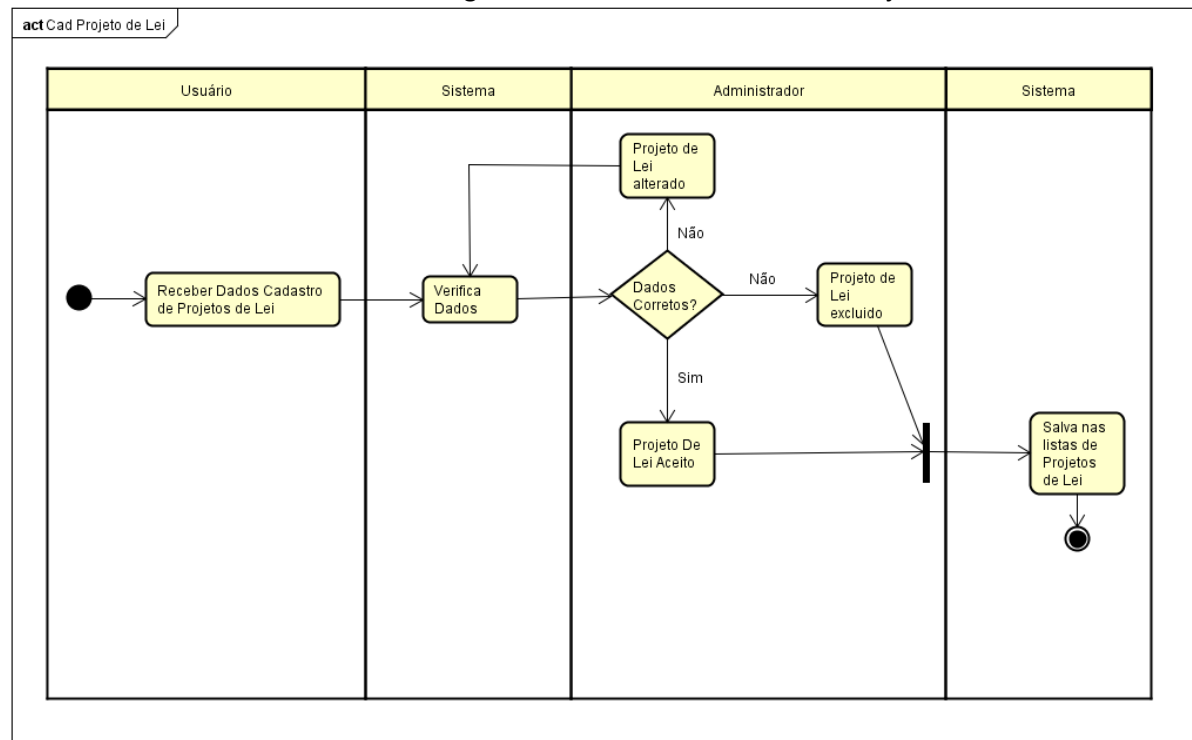 act Cad Projeto de Lei
Usuário
Sistema
Administrador
Sistema
Projeto de
Lei
alterado
Não
Receber Dados Cadastro
de Projetos de Lei
Verifica
Dados
Dados
Corretos?
Não
Projeto de
Lei
excluido
Sim
Projeto De
Lei Aceito
Salva nas
listas de
Projetos
de Lei